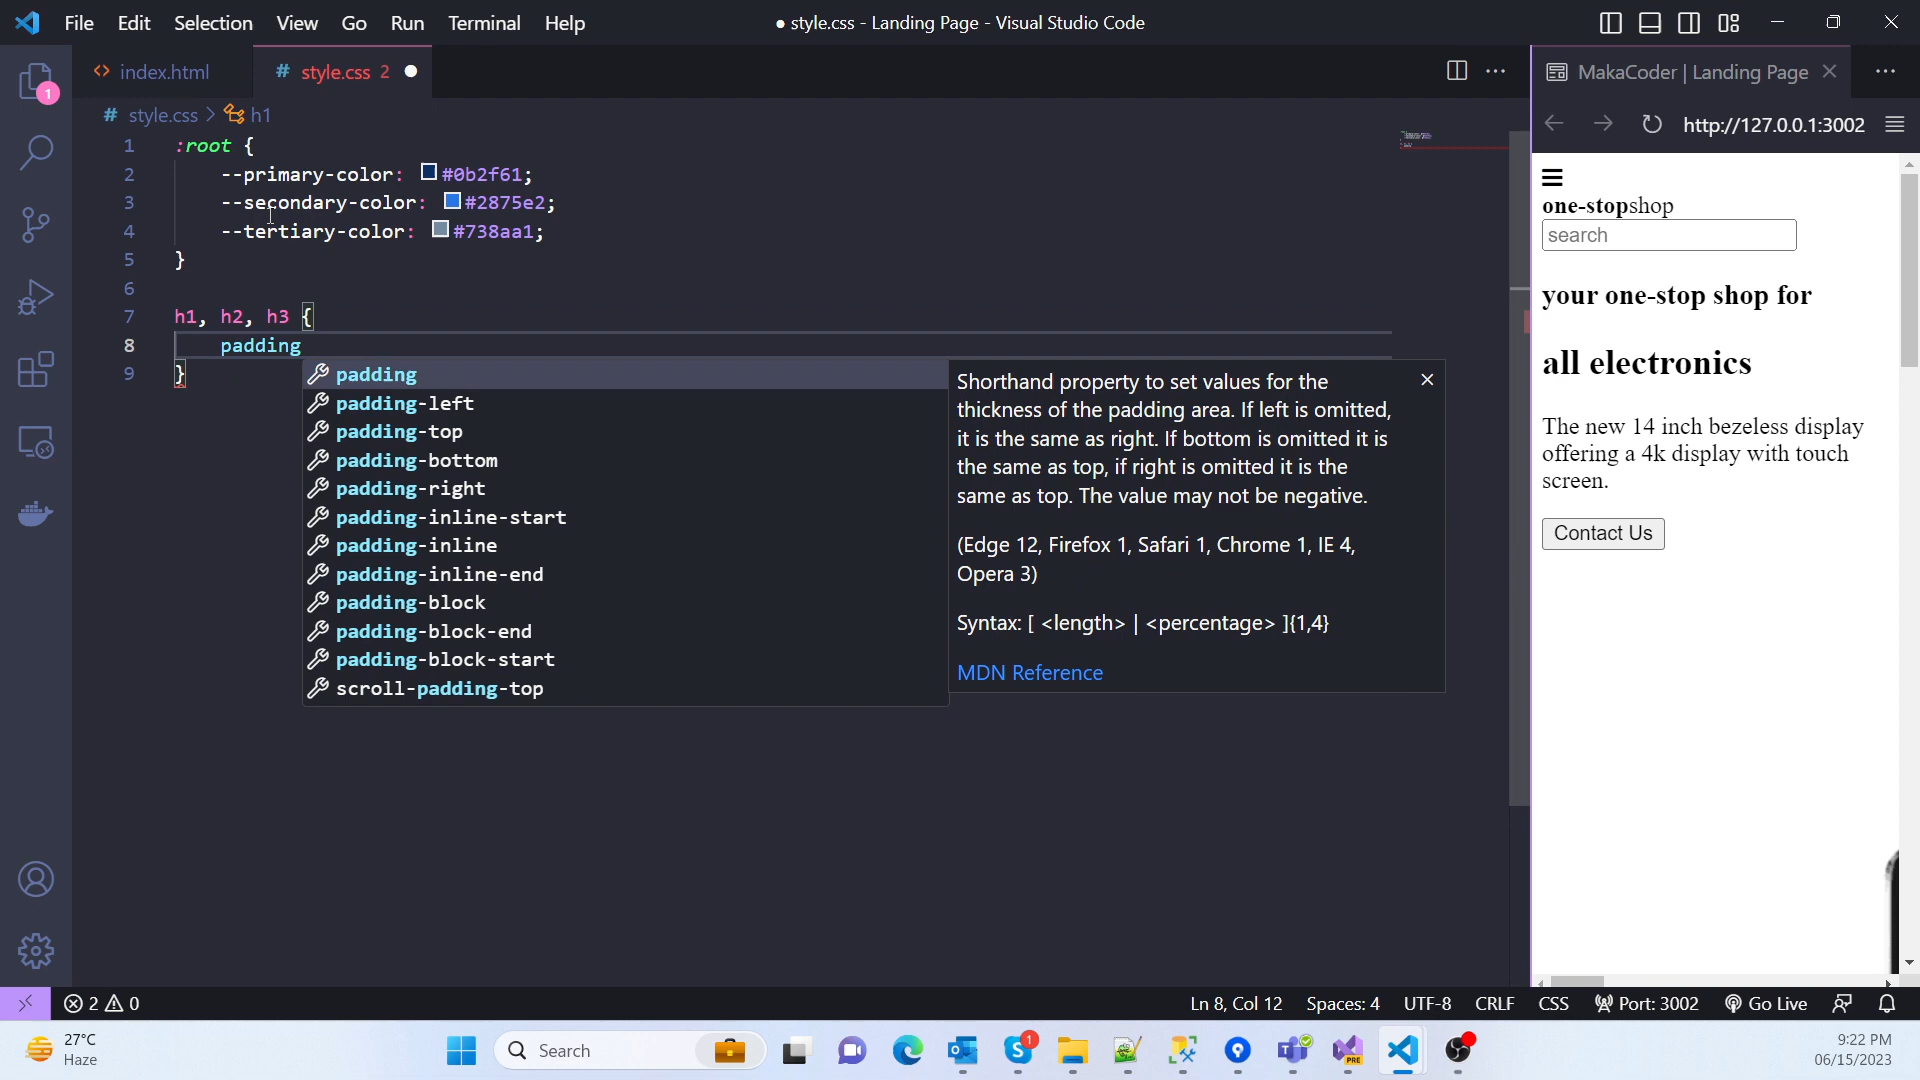 File Edit Selection View Go Run Terminal Help
● style.css - Landing Page - Visual Studio Code
index.html
# style.css 2 ●
# style.css > h1
1 :root {
2 --primary-color: #0b2f61;
3 --secondary-color: #2875e2;
4 --tertiary-color: #738aa1;
5 }
6
7 h1, h2, h3 {
8 padding
9 }
padding
padding-left
padding-top
padding-bottom
padding-right
padding-inline-start
padding-inline
padding-inline-end
padding-block
padding-block-end
padding-block-start
scroll-padding-top
Shorthand property to set values for the
thickness of the padding area. If left is omitted,
it is the same as right. If bottom is omitted it is
the same as top, if right is omitted it is the
same as top. The value may not be negative.
(Edge 12, Firefox 1, Safari 1, Chrome 1, IE 4,
Opera 3)
Syntax: [ <length> | <percentage> ]{1,4}
MDN Reference
MakaCoder | Landing Page
http://127.0.0.1:3002
one-stopshop
search
your one-stop shop for
all electronics
The new 14 inch bezeless display
offering a 4k display with touch
screen.
Contact Us
1
2 0
Ln 8, Col 12 Spaces: 4 UTF-8 CRLF CSS Port: 3002 Go Live
27°C
Haze
Search
1
PRE
9:22 PM
06/15/2023